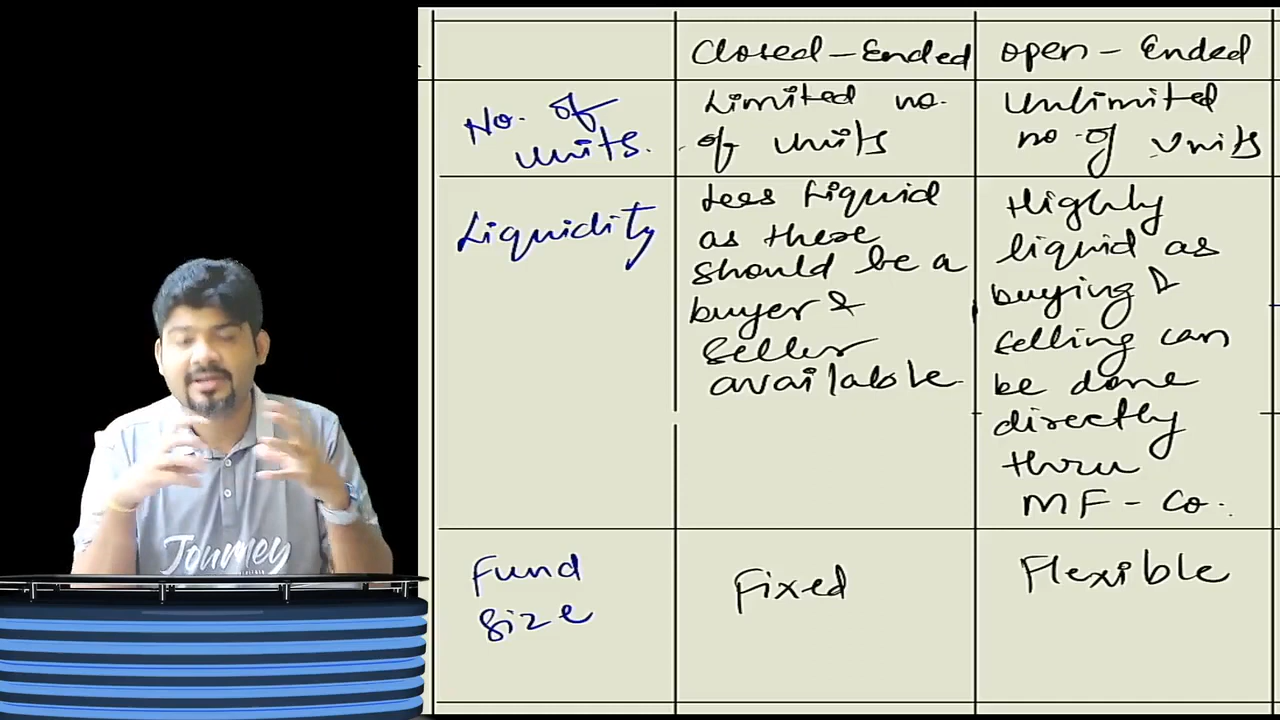 Closed-Ended
Open-Ended
No. of
units.
Limited no.
of units
Unlimited
no. of units
Liquidity
Less Liquid
as there
should be a
buyer &
seller
available.
Highly
liquid as
buying &
selling can
be done
directly
thru
MF-Co.
Fund
size
Fixed
Flexible
Journey